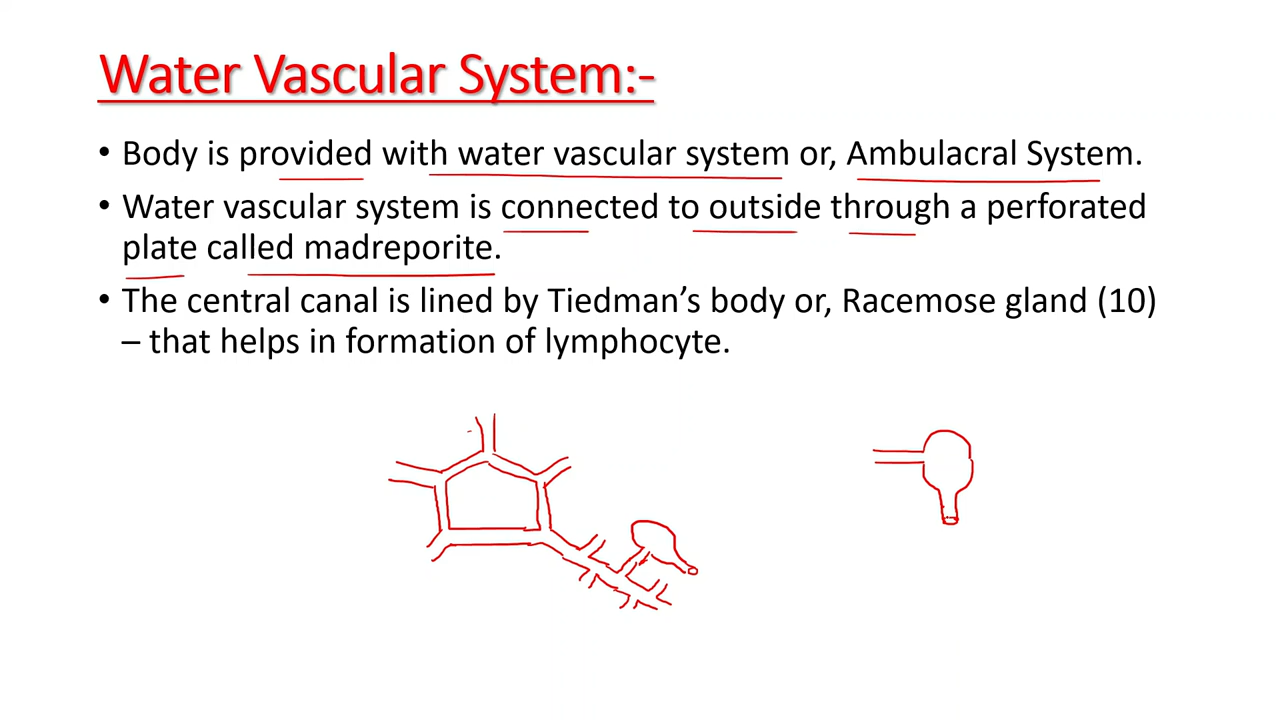 Water Vascular System:-
• Body is provided with water vascular system or, Ambulacral System.
• Water vascular system is connected to outside through a perforated
plate called madreporite.
• The central canal is lined by Tiedman’s body or, Racemose gland (10)
– that helps in formation of lymphocyte.